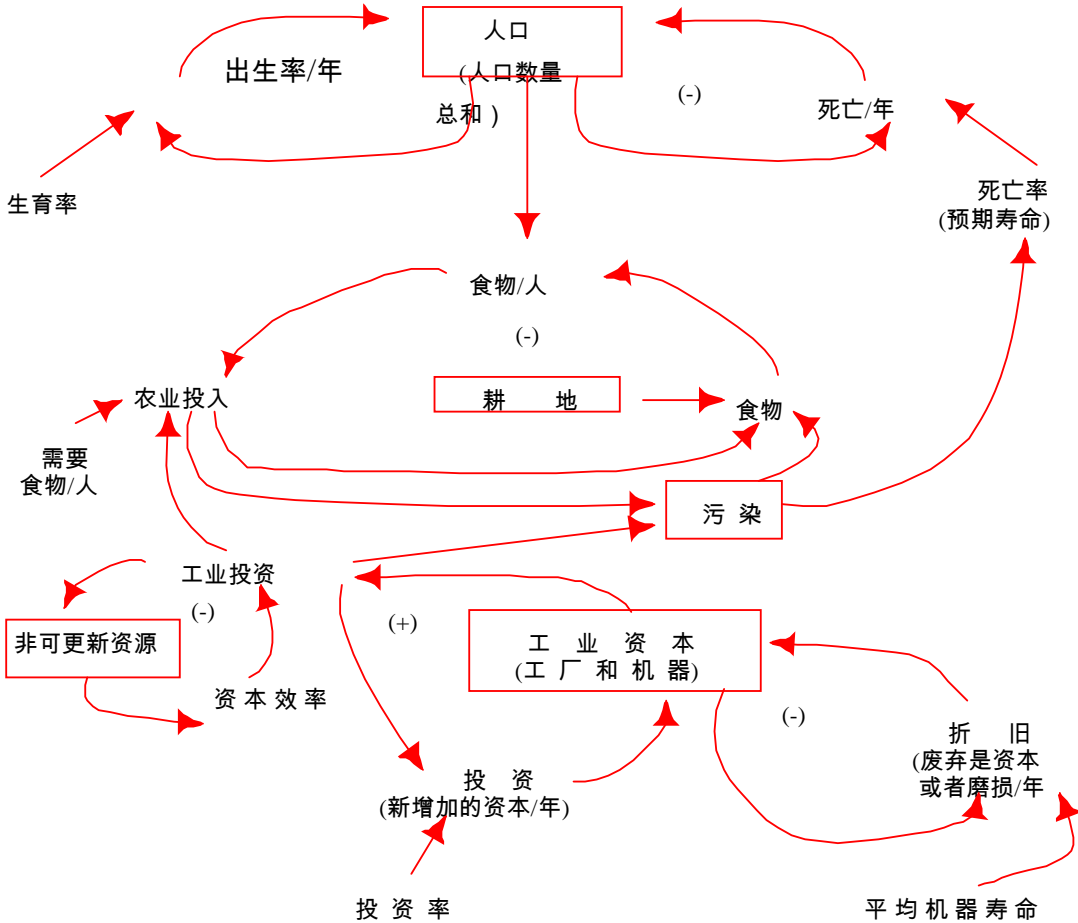 人口
(人口数量
总和）
出生率/年
(-)
死亡/年
生育率
死亡率
(预期寿命)
食物/人
(-)
农业投入
耕 地
食物
需要
食物/人
污 染
工业投资
(-)
(+)
非可更新资源
工 业 资 本
(工 厂 和 机 器)
资 本 效 率
(-)
折 旧
(废弃是资本
或者磨损/年
投 资
(新增加的资本/年)
投 资 率
平 均 机 器 寿 命